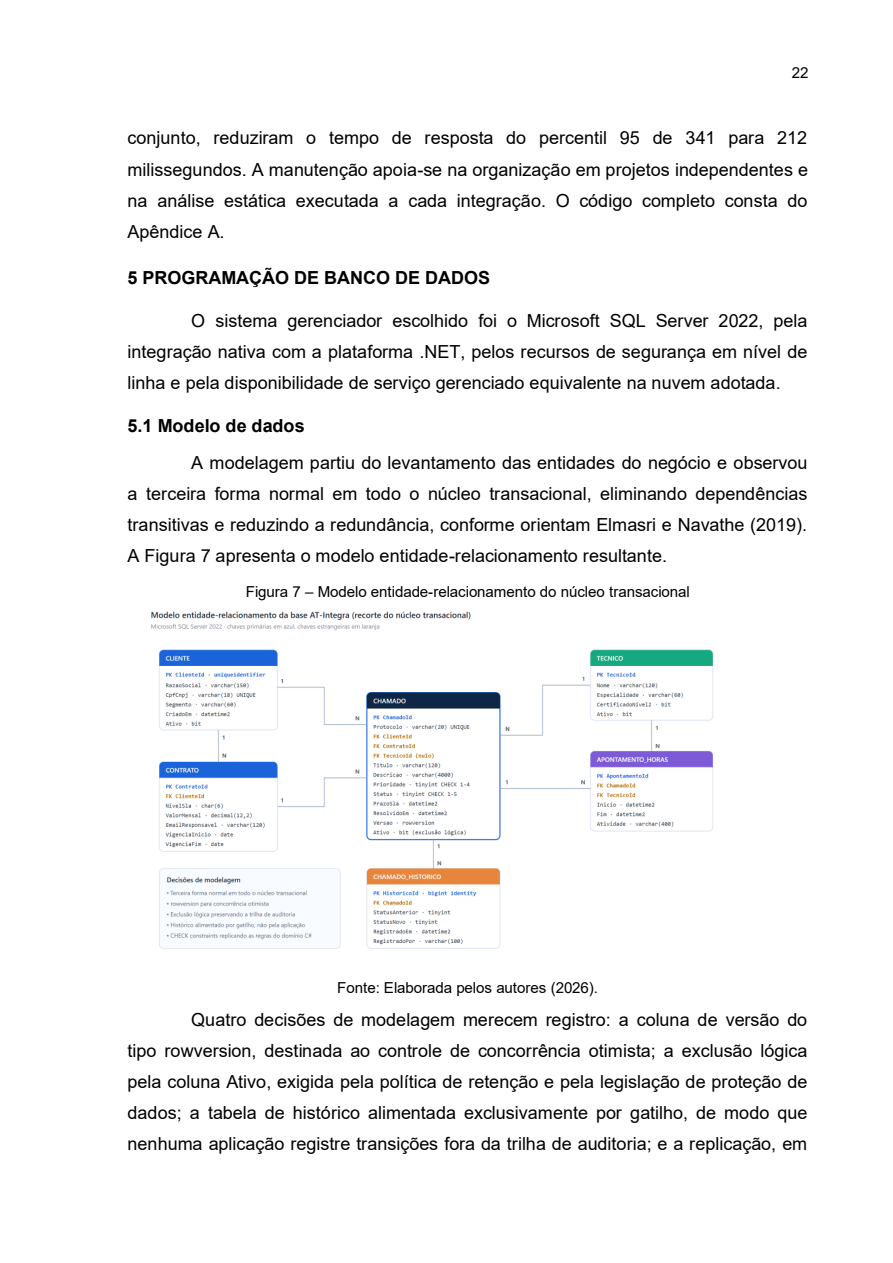 22
conjunto, reduziram o tempo de resposta do percentil 95 de 341 para 212
milissegundos. A manutenção apoia-se na organização em projetos independentes e
na análise estática executada a cada integração. O código completo consta do
Apêndice A.
5 PROGRAMAÇÃO DE BANCO DE DADOS
O sistema gerenciador escolhido foi o Microsoft SQL Server 2022, pela
integração nativa com a plataforma .NET, pelos recursos de segurança em nível de
linha e pela disponibilidade de serviço gerenciado equivalente na nuvem adotada.
5.1 Modelo de dados
A modelagem partiu do levantamento das entidades do negócio e observou
a terceira forma normal em todo o núcleo transacional, eliminando dependências
transitivas e reduzindo a redundância, conforme orientam Elmasri e Navathe (2019).
A Figura 7 apresenta o modelo entidade-relacionamento resultante.
Figura 7 – Modelo entidade-relacionamento do núcleo transacional
Modelo entidade-relacionamento da base AT-Integra (recorte do núcleo transacional)
Microsoft SQL Server 2022 · chaves primárias em azul, chaves estrangeiras em laranja
CLIENTE
PK ClienteId · uniqueidentifier
RazaoSocial · varchar(150)
CpfCnpj · varchar(18) UNIQUE
Segmento · varchar(60)
CriadoEm · datetime2
Ativo · bit
1
N
1
N
CONTRATO
PK ContratoId
FK ClienteId
NivelSla · char(6)
ValorMensal · decimal(12,2)
EmailResponsavel · varchar(120)
VigenciaInicio · date
VigenciaFim · date
1
N
CHAMADO
PK ChamadoId
Protocolo · varchar(20) UNIQUE
FK ClienteId
FK ContratoId
FK TecnicoId (nulo)
Titulo · varchar(120)
Descricao · varchar(4000)
Prioridade · tinyint CHECK 1-4
Status · tinyint CHECK 1-5
PrazoSla · datetime2
ResolvidoEm · datetime2
Versao · rowversion
Ativo · bit (exclusão lógica)
N
1
1
N
1
N
TECNICO
PK TecnicoId
Nome · varchar(120)
Especialidade · varchar(60)
CertificadoNivel2 · bit
Ativo · bit
1
N
APONTAMENTO_HORAS
PK ApontamentoId
FK ChamadoId
FK TecnicoId
Inicio · datetime2
Fim · datetime2
Atividade · varchar(400)
CHAMADO_HISTORICO
PK HistoricoId · bigint identity
FK ChamadoId
StatusAnterior · tinyint
StatusNovo · tinyint
RegistradoEm · datetime2
RegistradoPor · varchar(100)
Decisões de modelagem
• Terceira forma normal em todo o núcleo transacional
• rowversion para concorrência otimista
• Exclusão lógica preservando a trilha de auditoria
• Histórico alimentado por gatilho, não pela aplicação
• CHECK constraints replicando as regras do domínio C#
Fonte: Elaborada pelos autores (2026).
Quatro decisões de modelagem merecem registro: a coluna de versão do
tipo rowversion, destinada ao controle de concorrência otimista; a exclusão lógica
pela coluna Ativo, exigida pela política de retenção e pela legislação de proteção de
dados; a tabela de histórico alimentada exclusivamente por gatilho, de modo que
nenhuma aplicação registre transições fora da trilha de auditoria; e a replicação, em